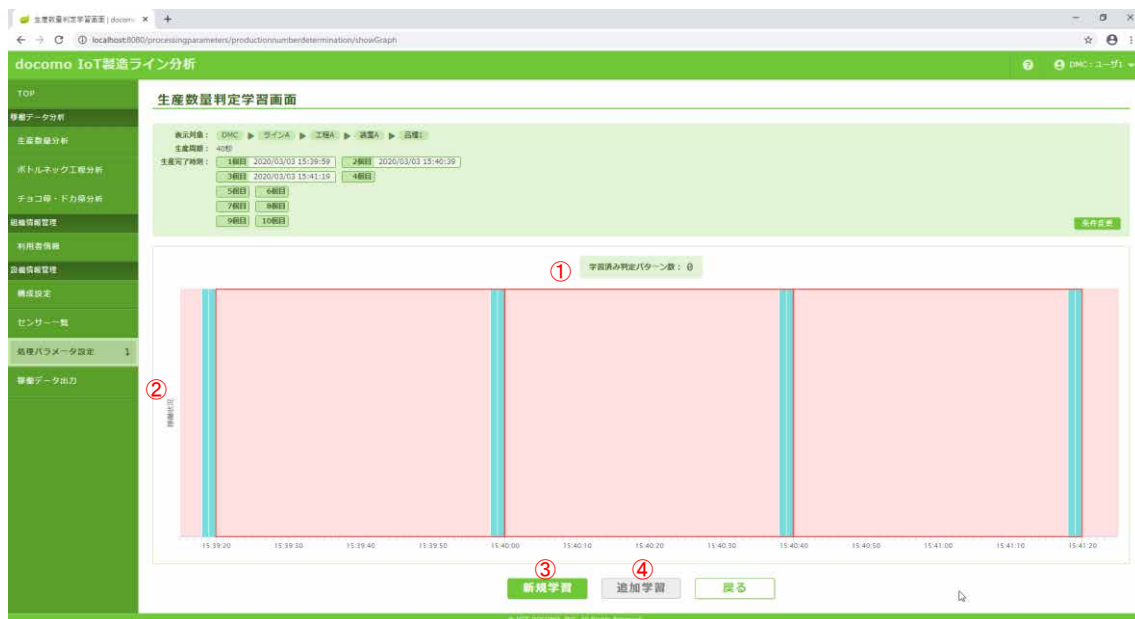 生産数量判定学習画面 | docom
localhost:8080/processingparameters/productionnumberdetermination/showGraph
docomo IoT製造ライン分析
DMC:ユーザ1
TOP
稼働データ分析
生産数量分析
ボトルネック工程分析
チョコ停・ドカ停分析
組織情報管理
利用者情報
設備情報管理
構成設定
センサー一覧
処理パラメータ設定
稼働データ出力
生産数量判定学習画面
表示対象: DMC ▶ ラインA ▶ 工程A ▶ 装置A ▶ 品種1
生産周期: 40秒
生産完了時刻: 1個目 2020/03/03 15:39:59 2個目 2020/03/03 15:40:39
3個目 2020/03/03 15:41:19 4個目
5個目 6個目
7個目 8個目
9個目 10個目
条件変更
① 学習済み判定パターン数: 0
②
稼働状況
15:39:20 15:39:30 15:39:40 15:39:50 15:40:00 15:40:10 15:40:20 15:40:30 15:40:40 15:40:50 15:41:00 15:41:10 15:41:20
③ ④
新規学習 追加学習 戻る